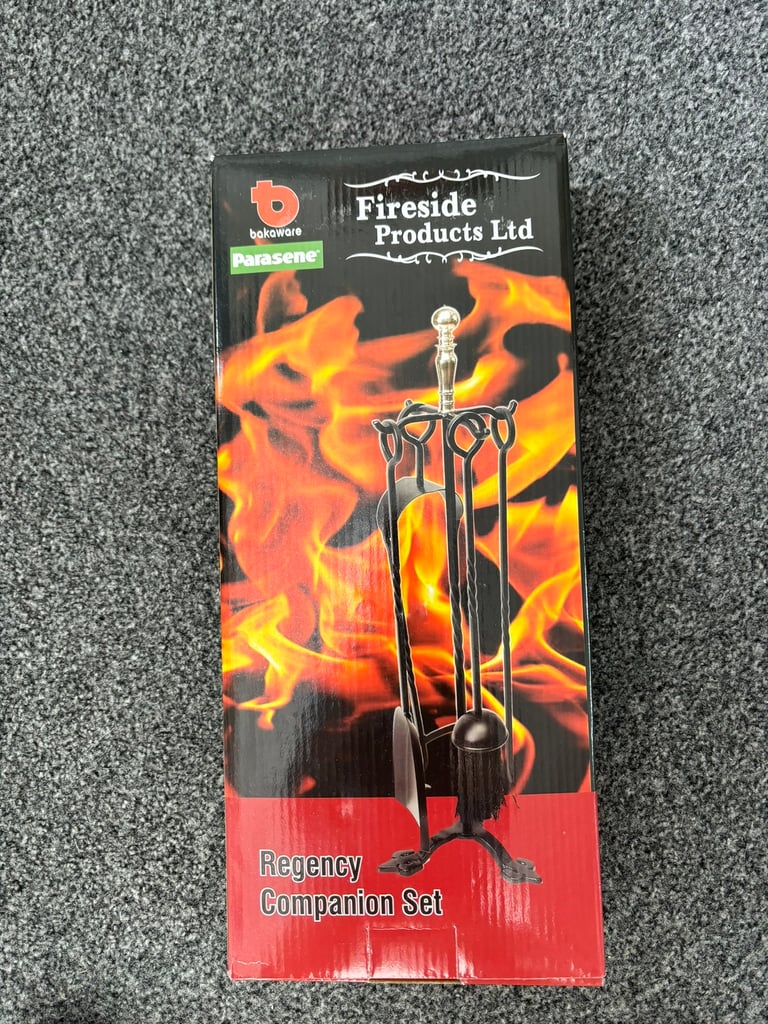 bakaware
Parasene®
Fireside
Products Ltd
Regency
Companion Set